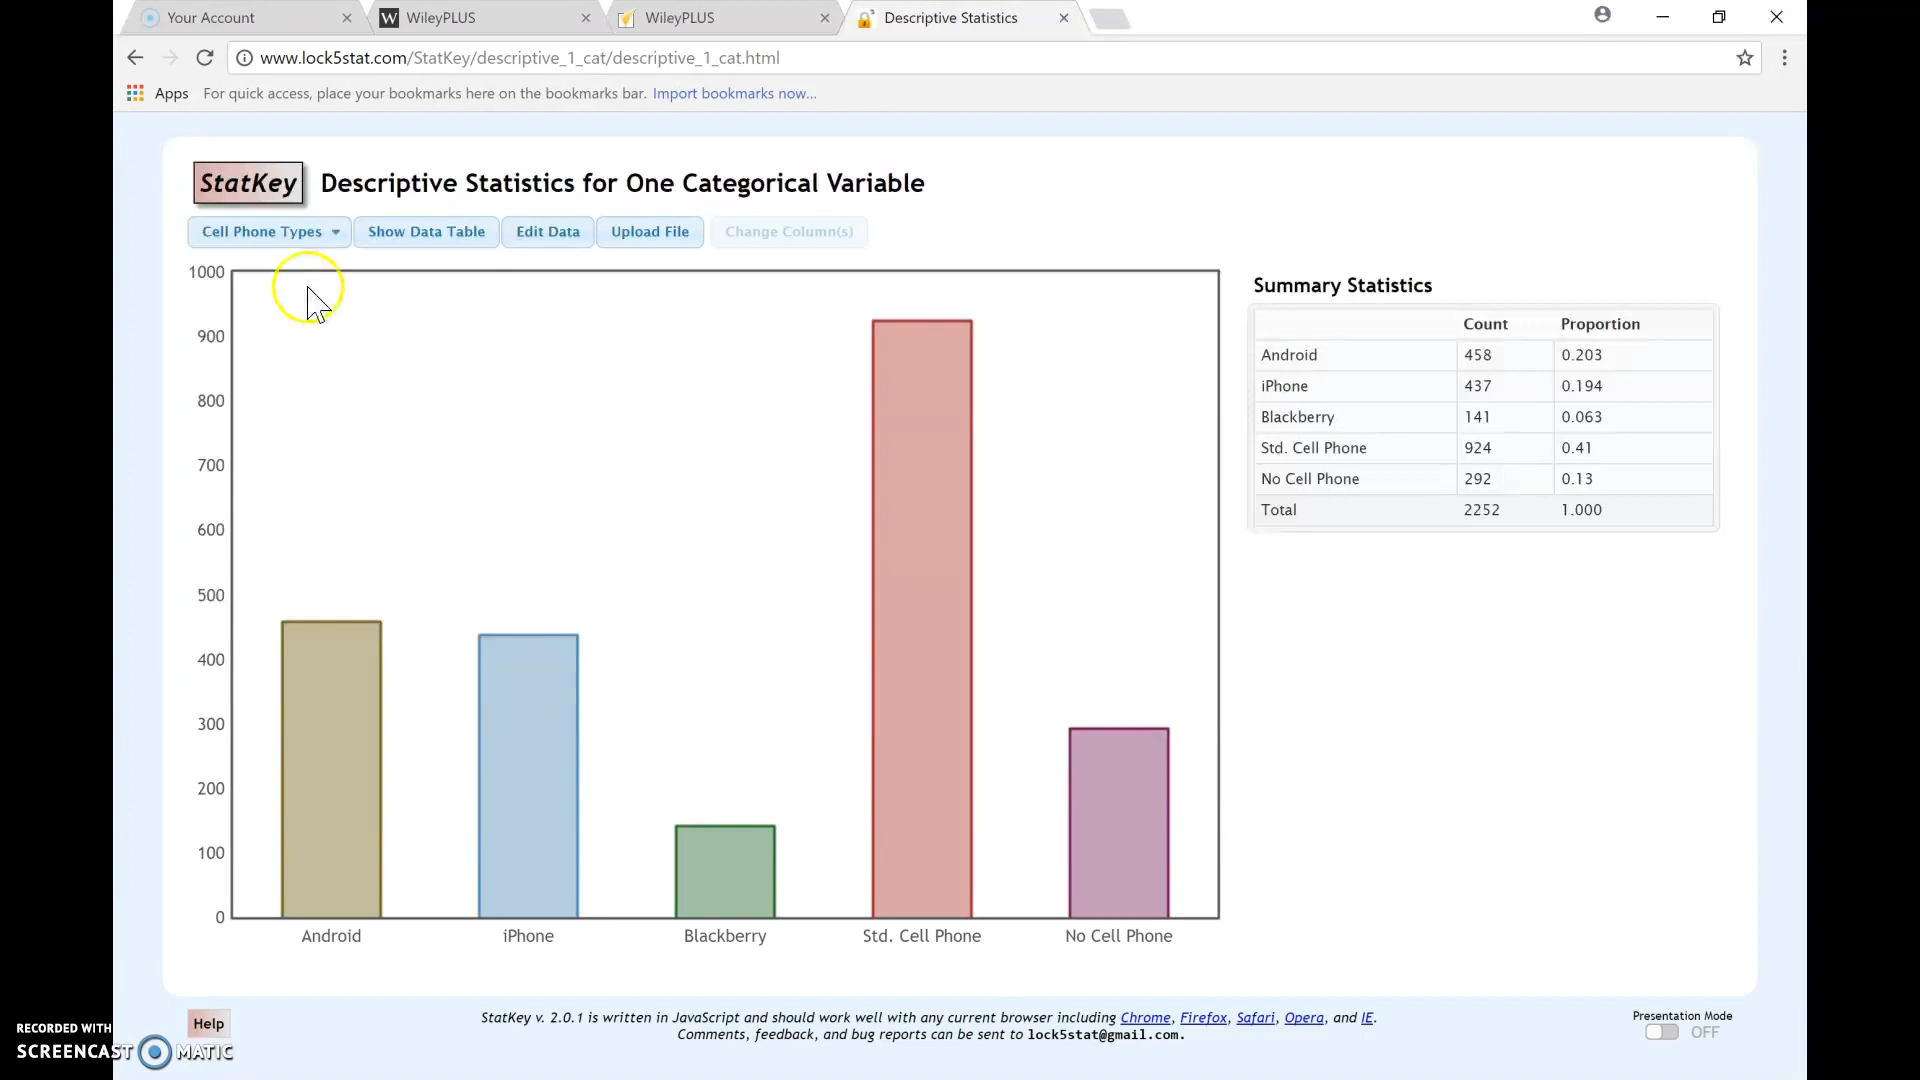 Your Account
WileyPLUS
WileyPLUS
Descriptive Statistics
www.lock5stat.com/StatKey/descriptive_1_cat/descriptive_1_cat.html
Apps For quick access, place your bookmarks here on the bookmarks bar. Import bookmarks now...
StatKey Descriptive Statistics for One Categorical Variable
Cell Phone Types Show Data Table Edit Data Upload File Change Column(s)
1000
900
800
700
600
500
400
300
200
100
0
Android iPhone Blackberry Std. Cell Phone No Cell Phone
Summary Statistics
Count Proportion
Android 458 0.203
iPhone 437 0.194
Blackberry 141 0.063
Std. Cell Phone 924 0.41
No Cell Phone 292 0.13
Total 2252 1.000
Help
StatKey v. 2.0.1 is written in JavaScript and should work well with any current browser including Chrome, Firefox, Safari, Opera, and IE.
Comments, feedback, and bug reports can be sent to lock5stat@gmail.com.
Presentation Mode
OFF
RECORDED WITH
SCREENCAST MATIC